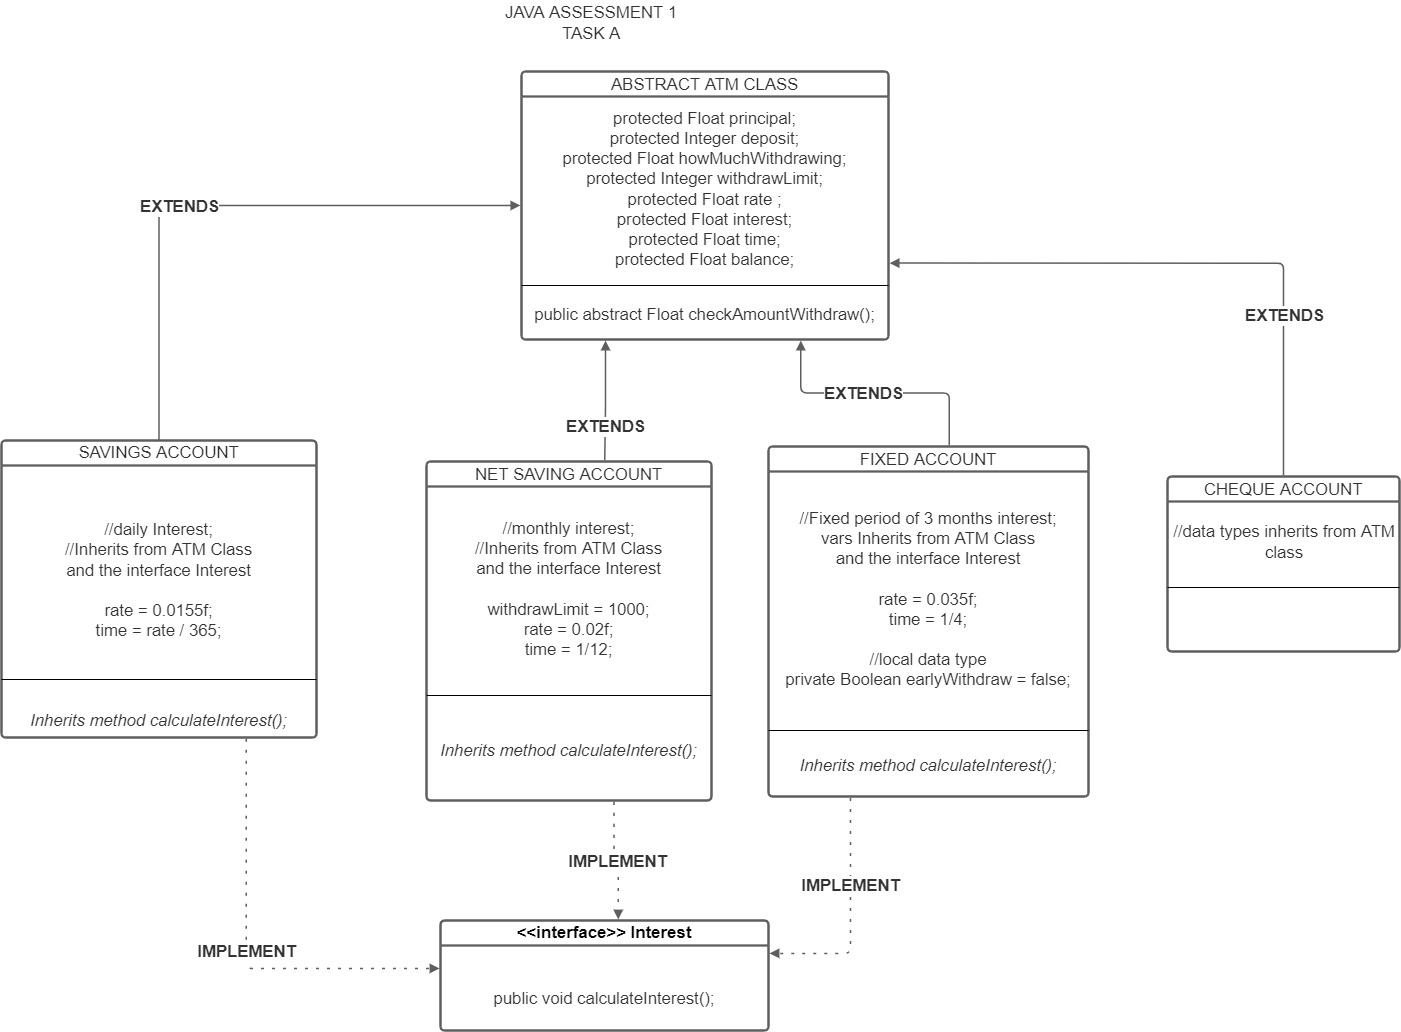 JAVA ASSESSMENT 1
TASK A
ABSTRACT ATM CLASS
protected Float principal;
protected Integer deposit;
protected Float howMuchWithdrawing;
protected Integer withdrawLimit;
protected Float rate ;
protected Float interest;
protected Float time;
protected Float balance;
public abstract Float checkAmountWithdraw();
EXTENDS
EXTENDS
EXTENDS
EXTENDS
SAVINGS ACCOUNT
//daily Interest;
//Inherits from ATM Class
and the interface Interest
rate = 0.0155f;
time = rate / 365;
Inherits method calculateInterest();
NET SAVING ACCOUNT
//monthly interest;
//Inherits from ATM Class
and the interface Interest
withdrawLimit = 1000;
rate = 0.02f;
time = 1/12;
Inherits method calculateInterest();
FIXED ACCOUNT
//Fixed period of 3 months interest;
vars Inherits from ATM Class
and the interface Interest
rate = 0.035f;
time = 1/4;
//local data type
private Boolean earlyWithdraw = false;
Inherits method calculateInterest();
CHEQUE ACCOUNT
//data types inherits from ATM
class
IMPLEMENT
IMPLEMENT
IMPLEMENT
<<interface>> Interest
public void calculateInterest();